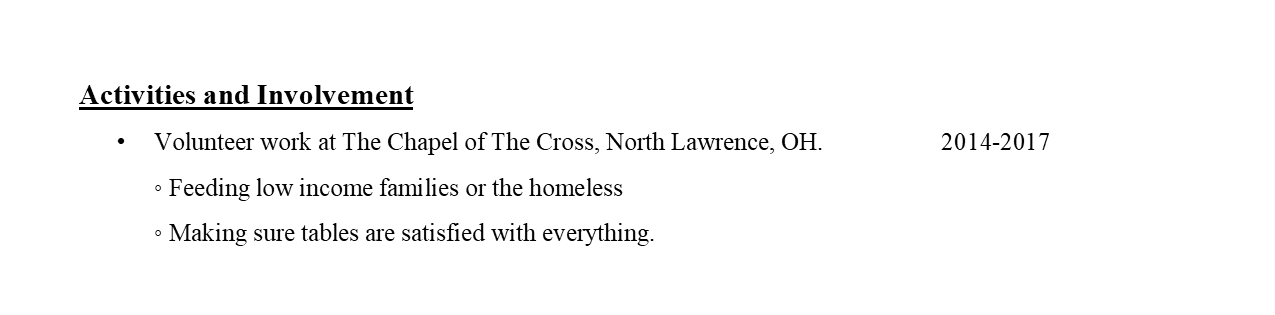 Activities and Involvement
• Volunteer work at The Chapel of The Cross, North Lawrence, OH. 2014-2017
◦ Feeding low income families or the homeless
◦ Making sure tables are satisfied with everything.